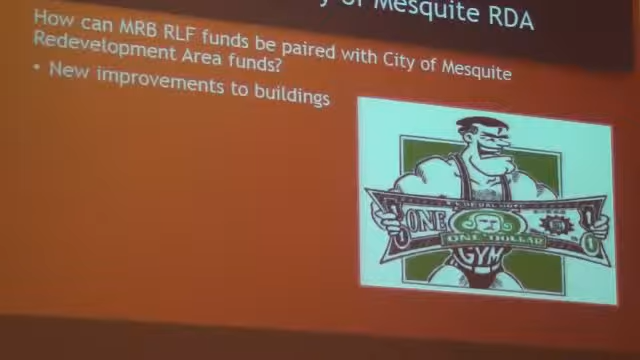 of Mesquite RDA
How can MRB RLF funds be paired with City of Mesquite
Redevelopment Area funds?
• New improvements to buildings
ONE
ONE DOLLAR
GYM